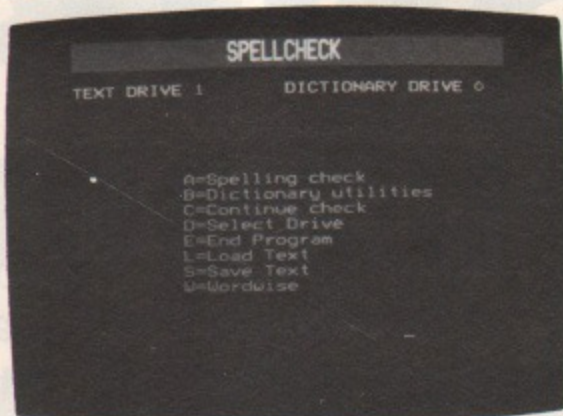 SPELLCHECK
TEXT DRIVE 1 DICTIONARY DRIVE 0
A=Spelling check
B=Dictionary utilities
C=Continue check
D=Select Drive
E=End Program
L=Load Text
S=Save Text
W=Wordwise